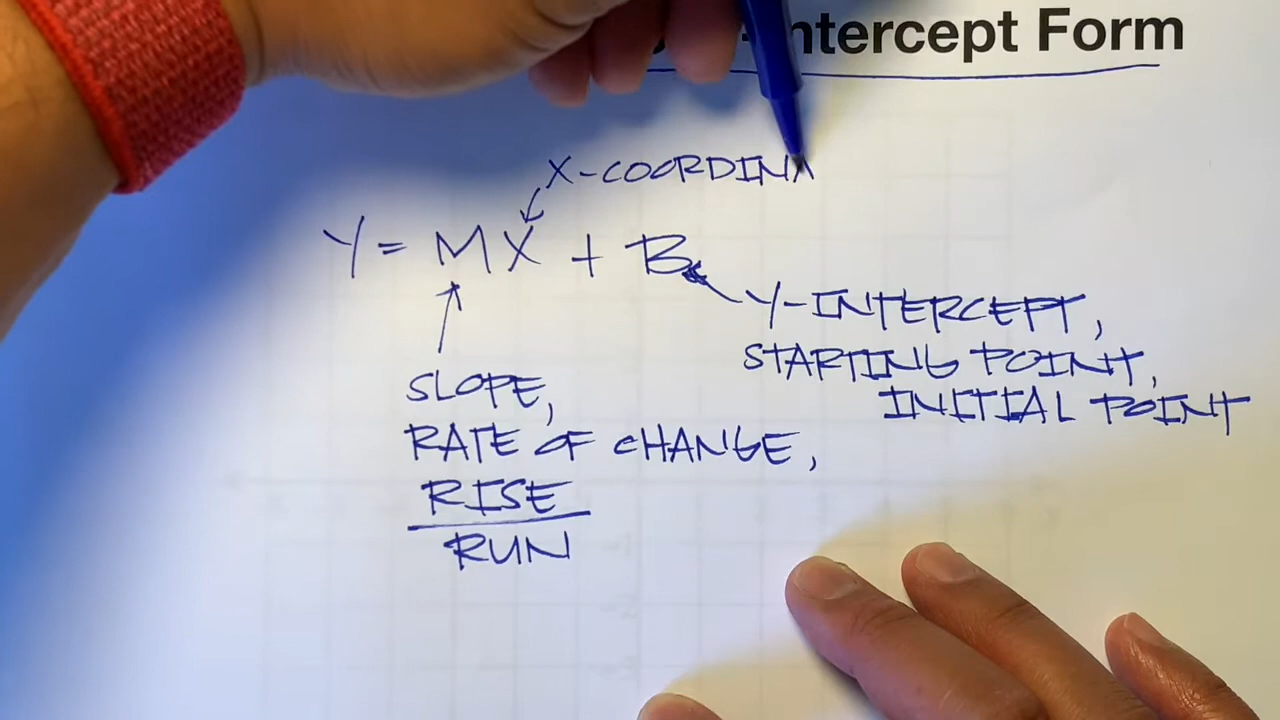 Intercept Form
X-COORDINA
Y = MX + B
Y-INTERCEPT,
STARTING POINT,
INITIAL POINT
SLOPE,
RATE OF CHANGE,
RISE
RUN